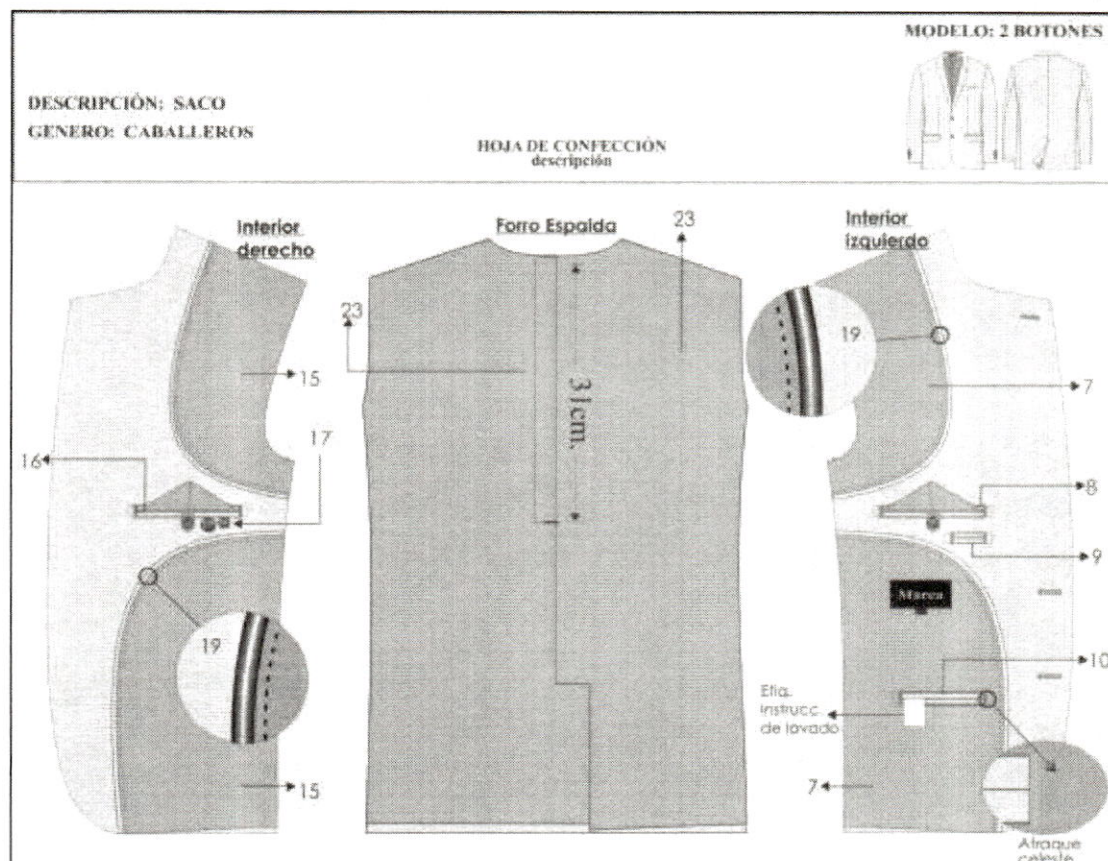 MODELO: 2 BOTONES
DESCRIPCIÓN: SACO
GENERO: CABALLEROS
HOJA DE CONFECCIÓN
descripción
Interior
derecho
Forro Espalda
23
Interior
izquierdo
23
19
15
7
31cm.
17
16
8
9
Marca
19
10
Etiq.
instrucc.
de lavado
15
7
Atraque
celeste